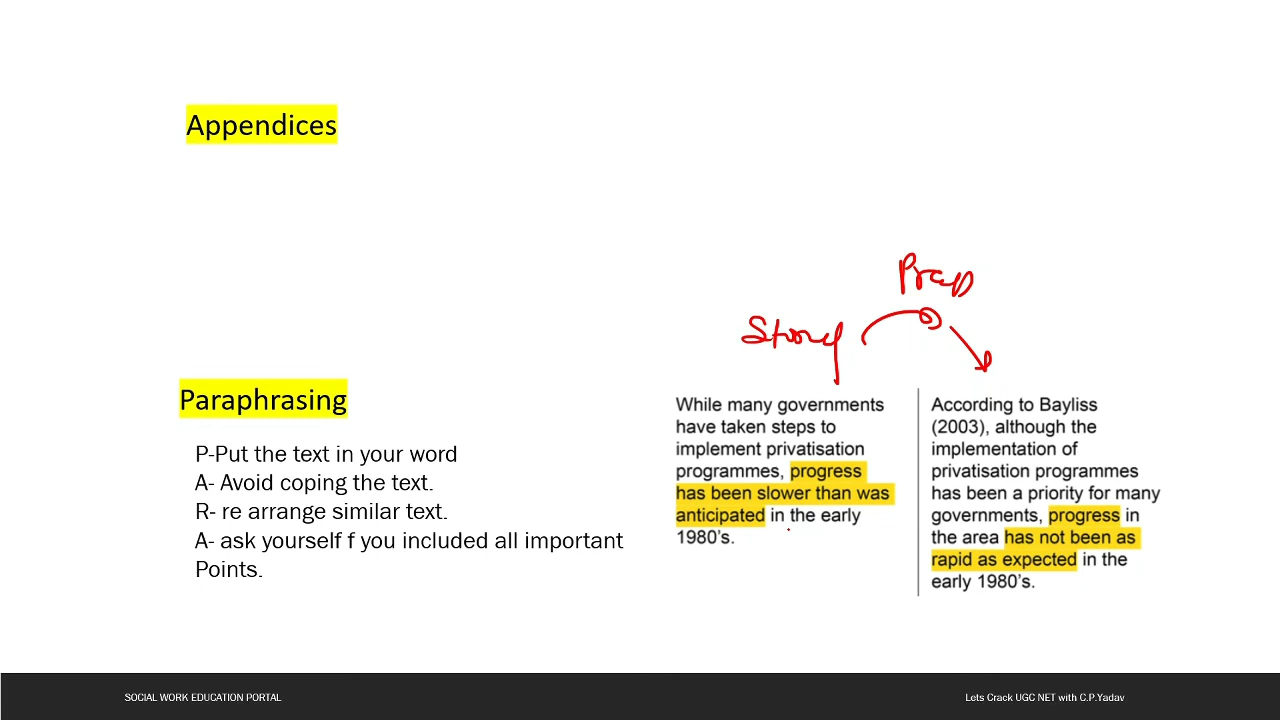 Appendices
Prap
Story
Paraphrasing
P-Put the text in your word
A- Avoid coping the text.
R- re arrange similar text.
A- ask yourself f you included all important
Points.
While many governments
have taken steps to
implement privatisation
programmes, progress
has been slower than was
anticipated in the early
1980's.
According to Bayliss
(2003), although the
implementation of
privatisation programmes
has been a priority for many
governments, progress in
the area has not been as
rapid as expected in the
early 1980's.
SOCIAL WORK EDUCATION PORTAL
Lets Crack UGC NET with C.P.Yadav